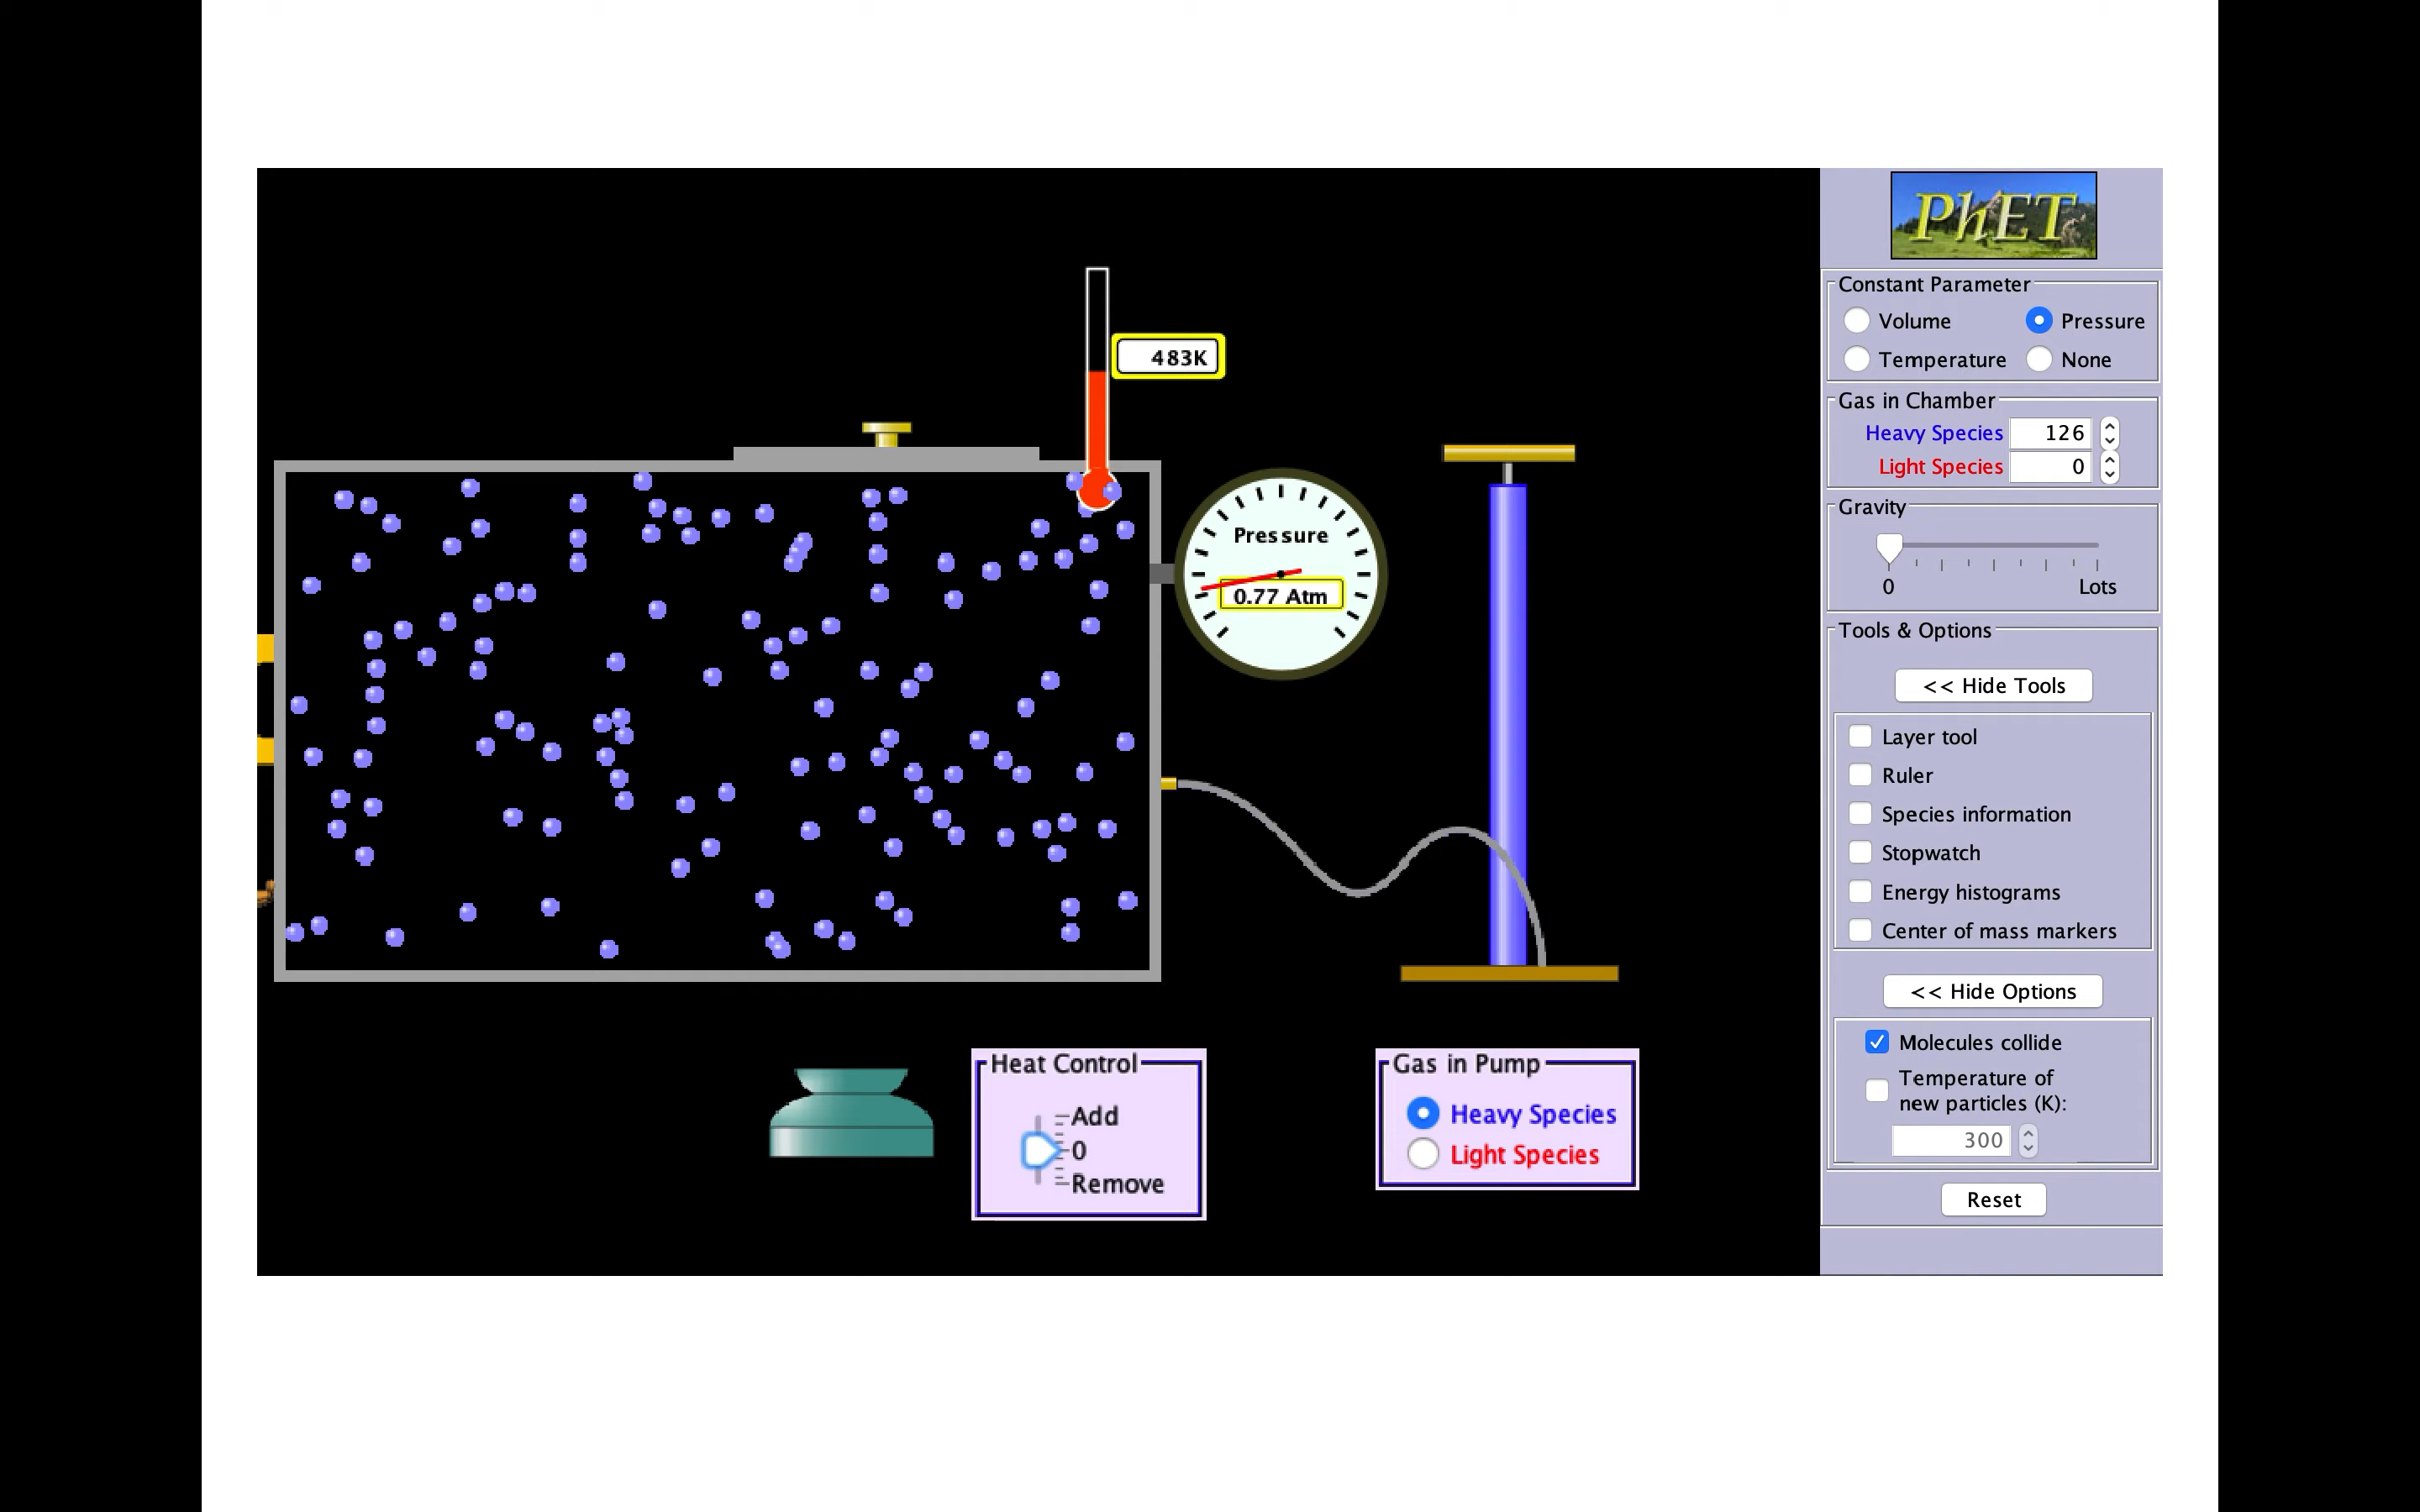 PhET
Constant Parameter
Volume
Pressure
Temperature
None
Gas in Chamber
Heavy Species 126
Light Species 0
Gravity
0 Lots
Tools & Options
<< Hide Tools
Layer tool
Ruler
Species information
Stopwatch
Energy histograms
Center of mass markers
<< Hide Options
Molecules collide
Temperature of
new particles (K):
300
Reset
483K
Pressure
0.77 Atm
Heat Control
Add
0
Remove
Gas in Pump
Heavy Species
Light Species